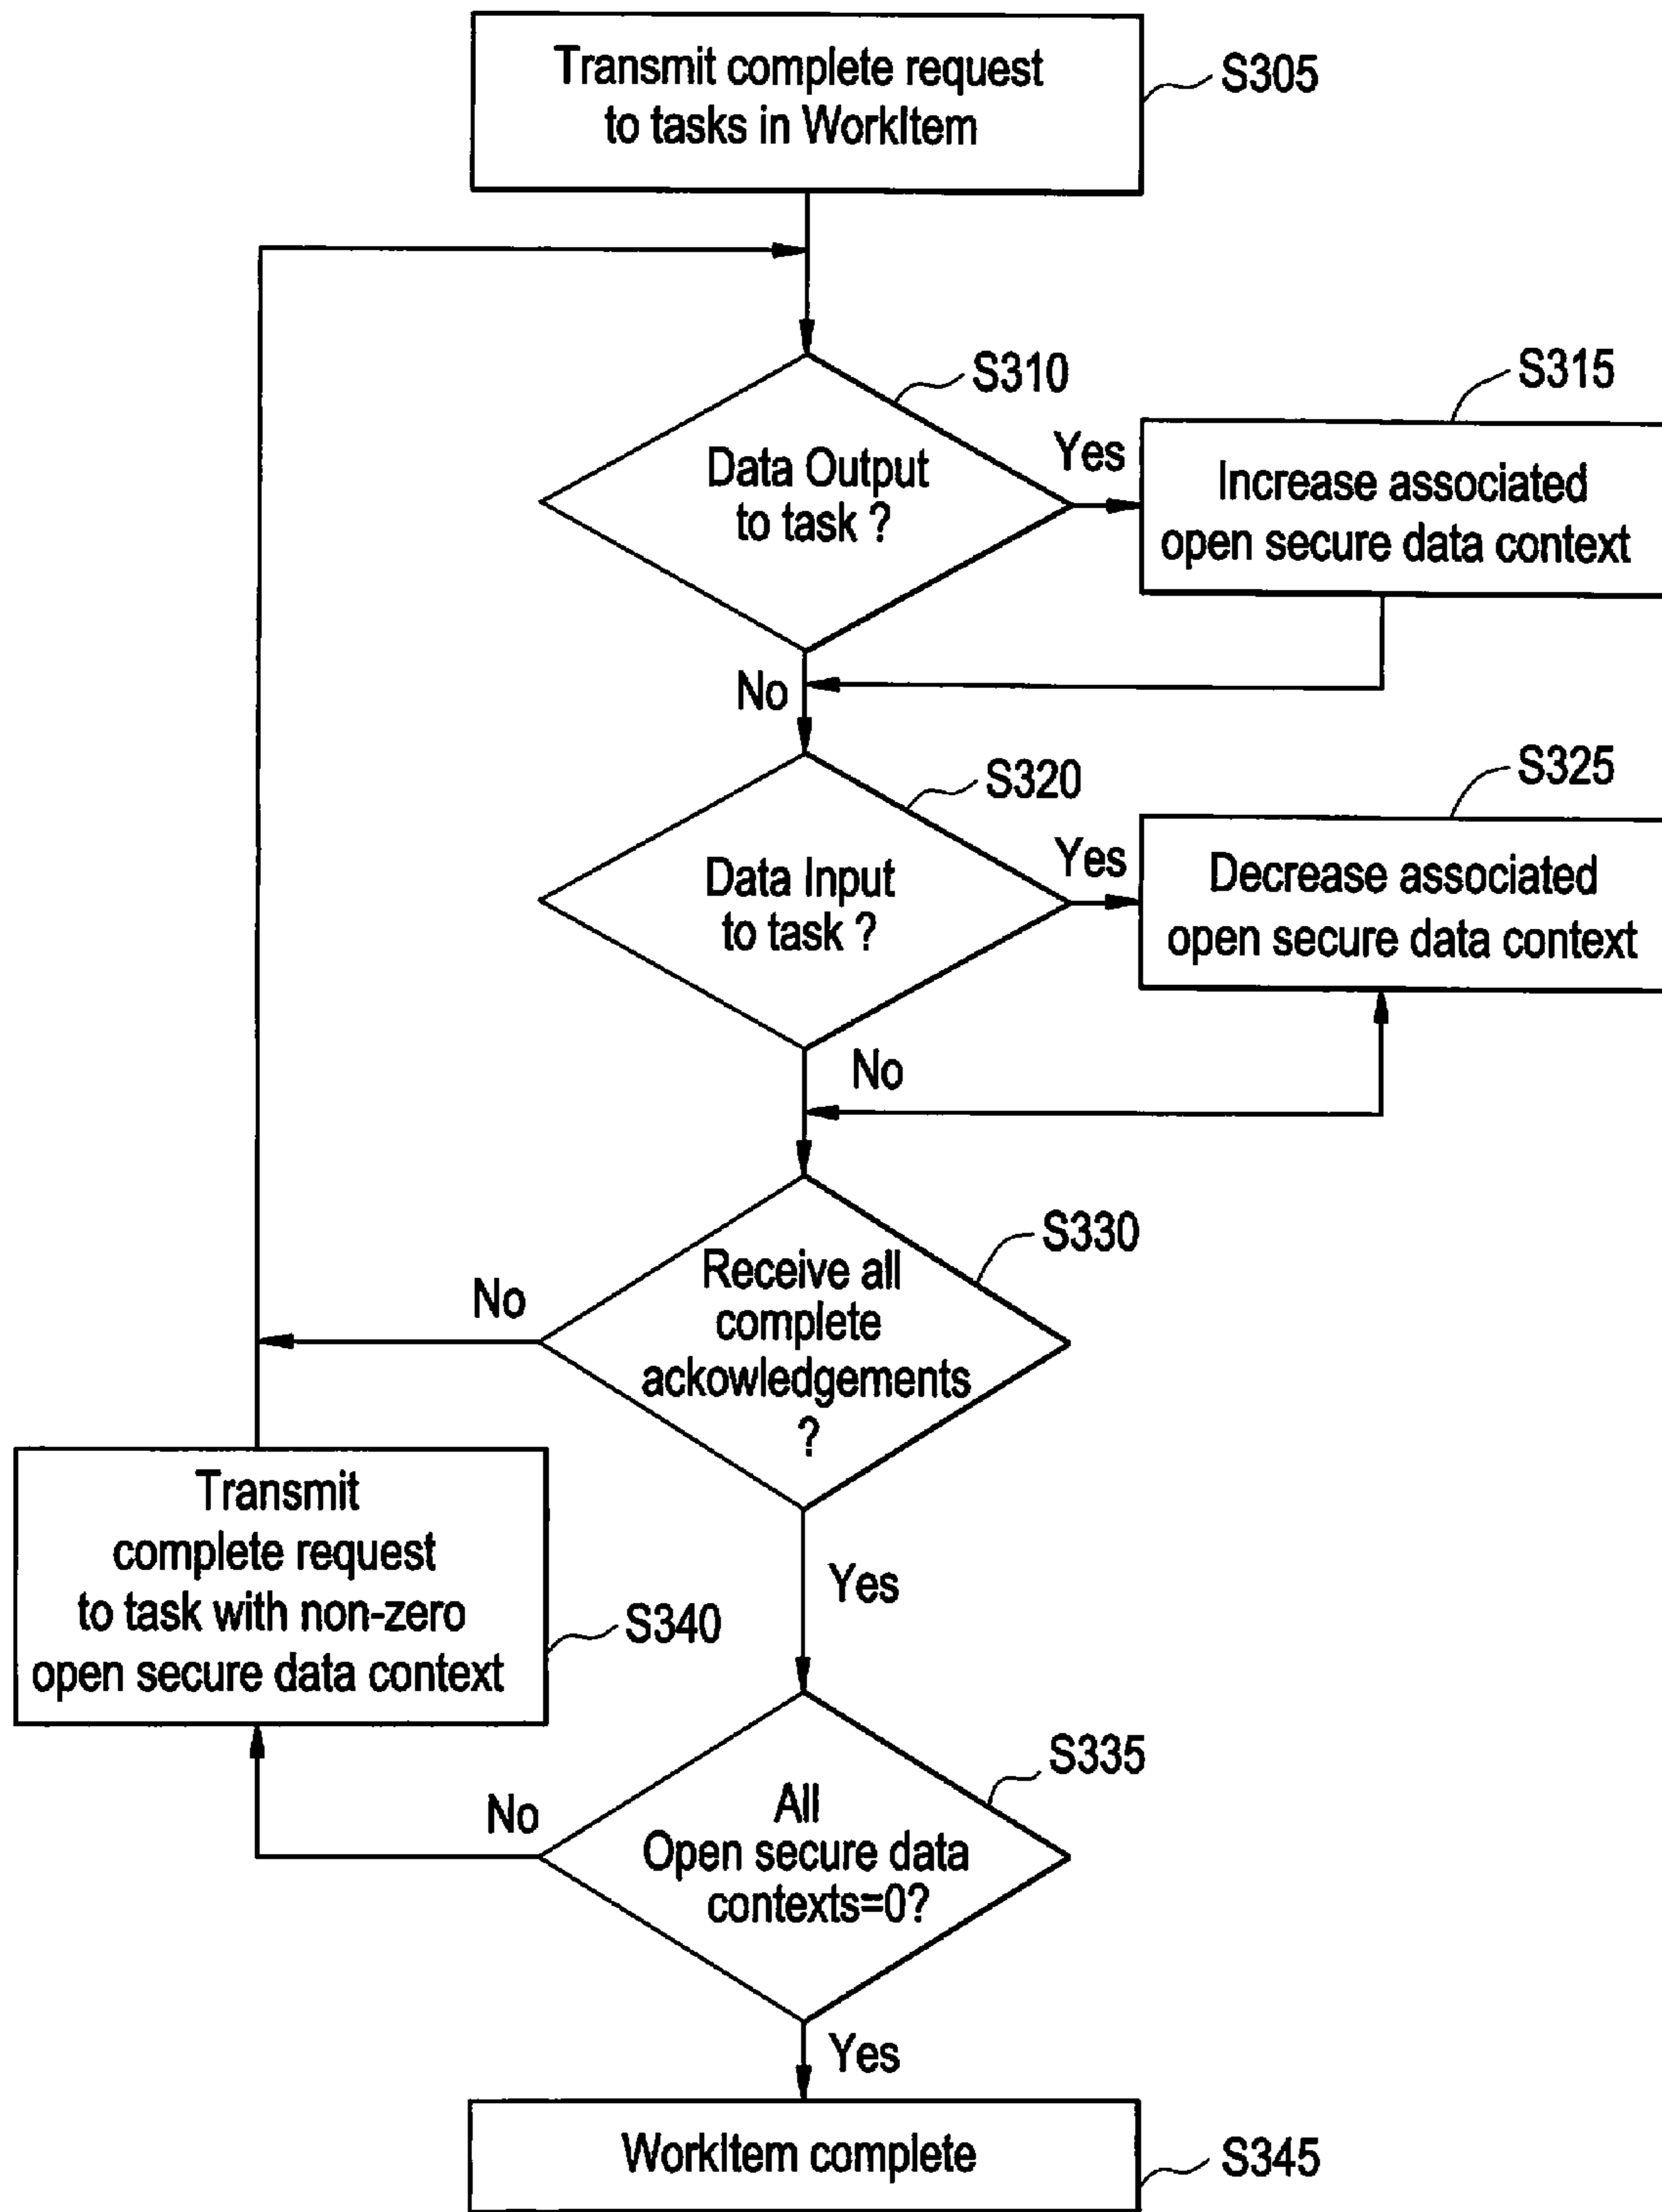 Transmit complete request
to tasks in WorkItem
S305
S310
S315
Data Output
to task ?
Yes
Increase associated
open secure data context
No
S320
S325
Data Input
to task ?
Yes
Decrease associated
open secure data context
No
S330
Receive all
complete
ackowledgements
?
No
Yes
Transmit
complete request
to task with non-zero
open secure data context
S340
S335
All
Open secure data
contexts=0?
No
Yes
WorkItem complete
S345